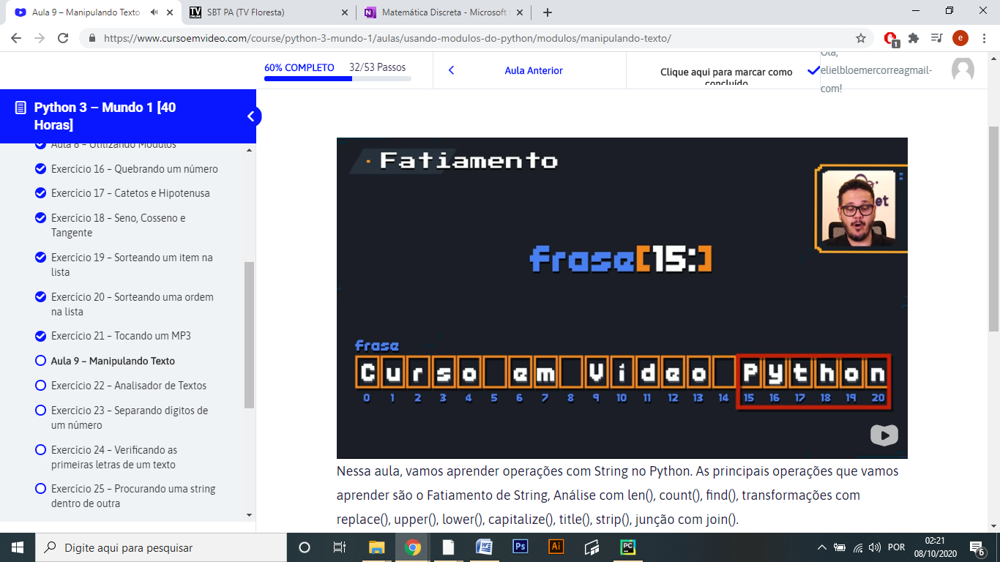 Aula 9 – Manipulando Texto
SBT PA (TV Floresta)
Matemática Discreta - Microsoft
https://www.cursoemvideo.com/course/python-3-mundo-1/aulas/usando-modulos-do-python/modulos/manipulando-texto/
e
1
60% COMPLETO
32/53 Passos
Aula Anterior
Clique aqui para marcar como
concluído
Olá,
elielbloemercorreagmail-
com!
Python 3 – Mundo 1 [40
Horas]
Aula 8 – Utilizando Módulos
Exercício 16 – Quebrando um número
Exercício 17 – Catetos e Hipotenusa
Exercício 18 – Seno, Cosseno e
Tangente
Exercício 19 – Sorteando um item na
lista
Exercício 20 – Sorteando uma ordem
na lista
Exercício 21 – Tocando um MP3
Aula 9 – Manipulando Texto
Exercício 22 – Analisador de Textos
Exercício 23 – Separando dígitos de
um número
Exercício 24 – Verificando as
primeiras letras de um texto
Exercício 25 – Procurando uma string
dentro de outra
Fatiamento
frase[15:]
frase
Curso em Video Python
0 1 2 3 4 5 6 7 8 9 10 11 12 13 14 15 16 17 18 19 20
Nessa aula, vamos aprender operações com String no Python. As principais operações que vamos
aprender são o Fatiamento de String, Análise com len(), count(), find(), transformações com
replace(), upper(), lower(), capitalize(), title(), strip(), junção com join().
Digite aqui para pesquisar
POR
02:21
08/10/2020
6